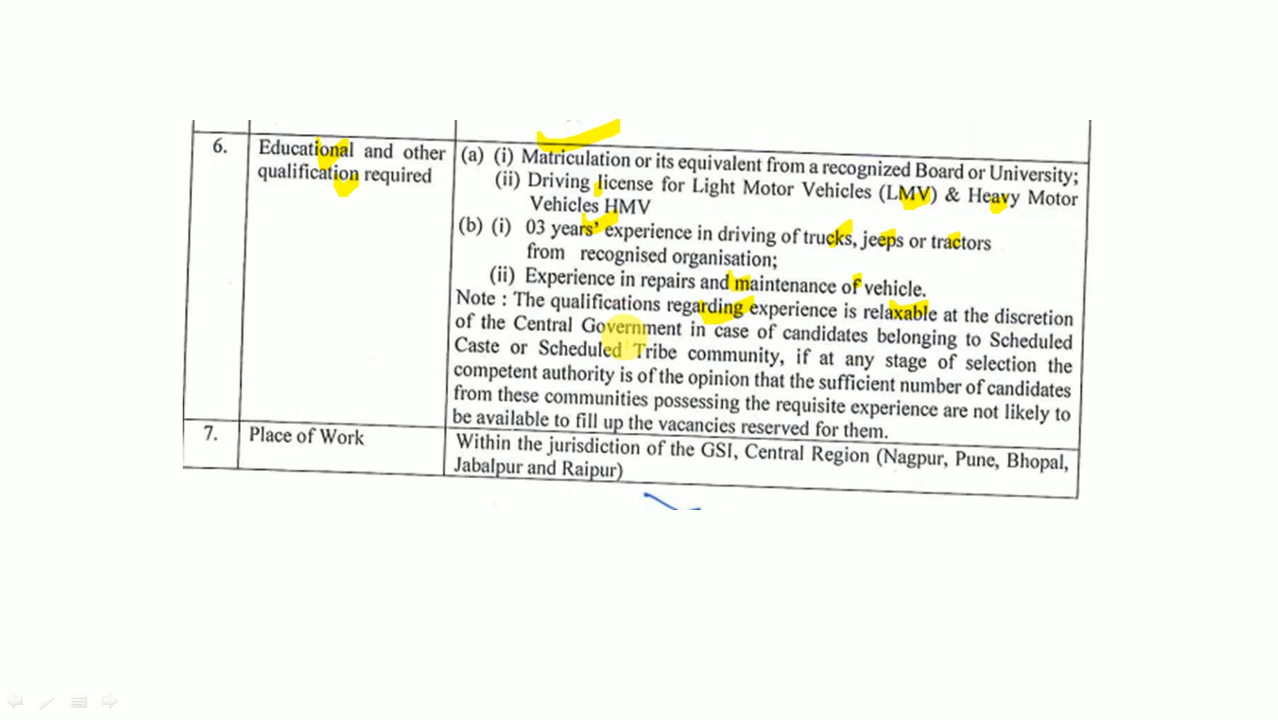 6. Educational and other (a) (i) Matriculation or its equivalent from a recognized Board or University;
qualification required (ii) Driving license for Light Motor Vehicles (LMV) & Heavy Motor
Vehicles HMV
(b) (i) 03 years' experience in driving of trucks, jeeps or tractors
from recognised organisation;
(ii) Experience in repairs and maintenance of vehicle.
Note : The qualifications regarding experience is relaxable at the discretion
of the Central Government in case of candidates belonging to Scheduled
Caste or Scheduled Tribe community, if at any stage of selection the
competent authority is of the opinion that the sufficient number of candidates
from these communities possessing the requisite experience are not likely to
be available to fill up the vacancies reserved for them.
7. Place of Work Within the jurisdiction of the GSI, Central Region (Nagpur, Pune, Bhopal,
Jabalpur and Raipur)